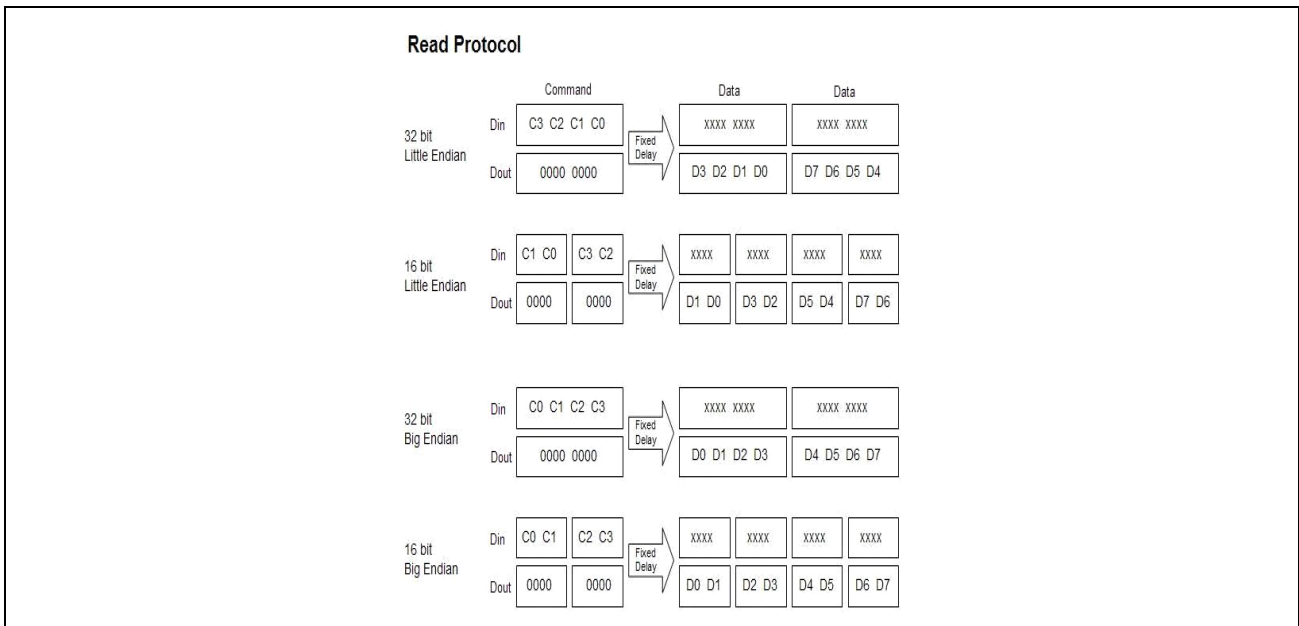 Read Protocol
Command Data Data
32 bit
Little Endian
Din C3 C2 C1 C0 xxxx xxxx xxxx xxxx
Fixed
Delay
Dout 0000 0000 D3 D2 D1 D0 D7 D6 D5 D4
16 bit
Little Endian
Din C1 C0 C3 C2 xxxx xxxx xxxx xxxx
Fixed
Delay
Dout 0000 0000 D1 D0 D3 D2 D5 D4 D7 D6
32 bit
Big Endian
Din C0 C1 C2 C3 xxxx xxxx xxxx xxxx
Fixed
Delay
Dout 0000 0000 D0 D1 D2 D3 D4 D5 D6 D7
16 bit
Big Endian
Din C0 C1 C2 C3 xxxx xxxx xxxx xxxx
Fixed
Delay
Dout 0000 0000 D0 D1 D2 D3 D4 D5 D6 D7